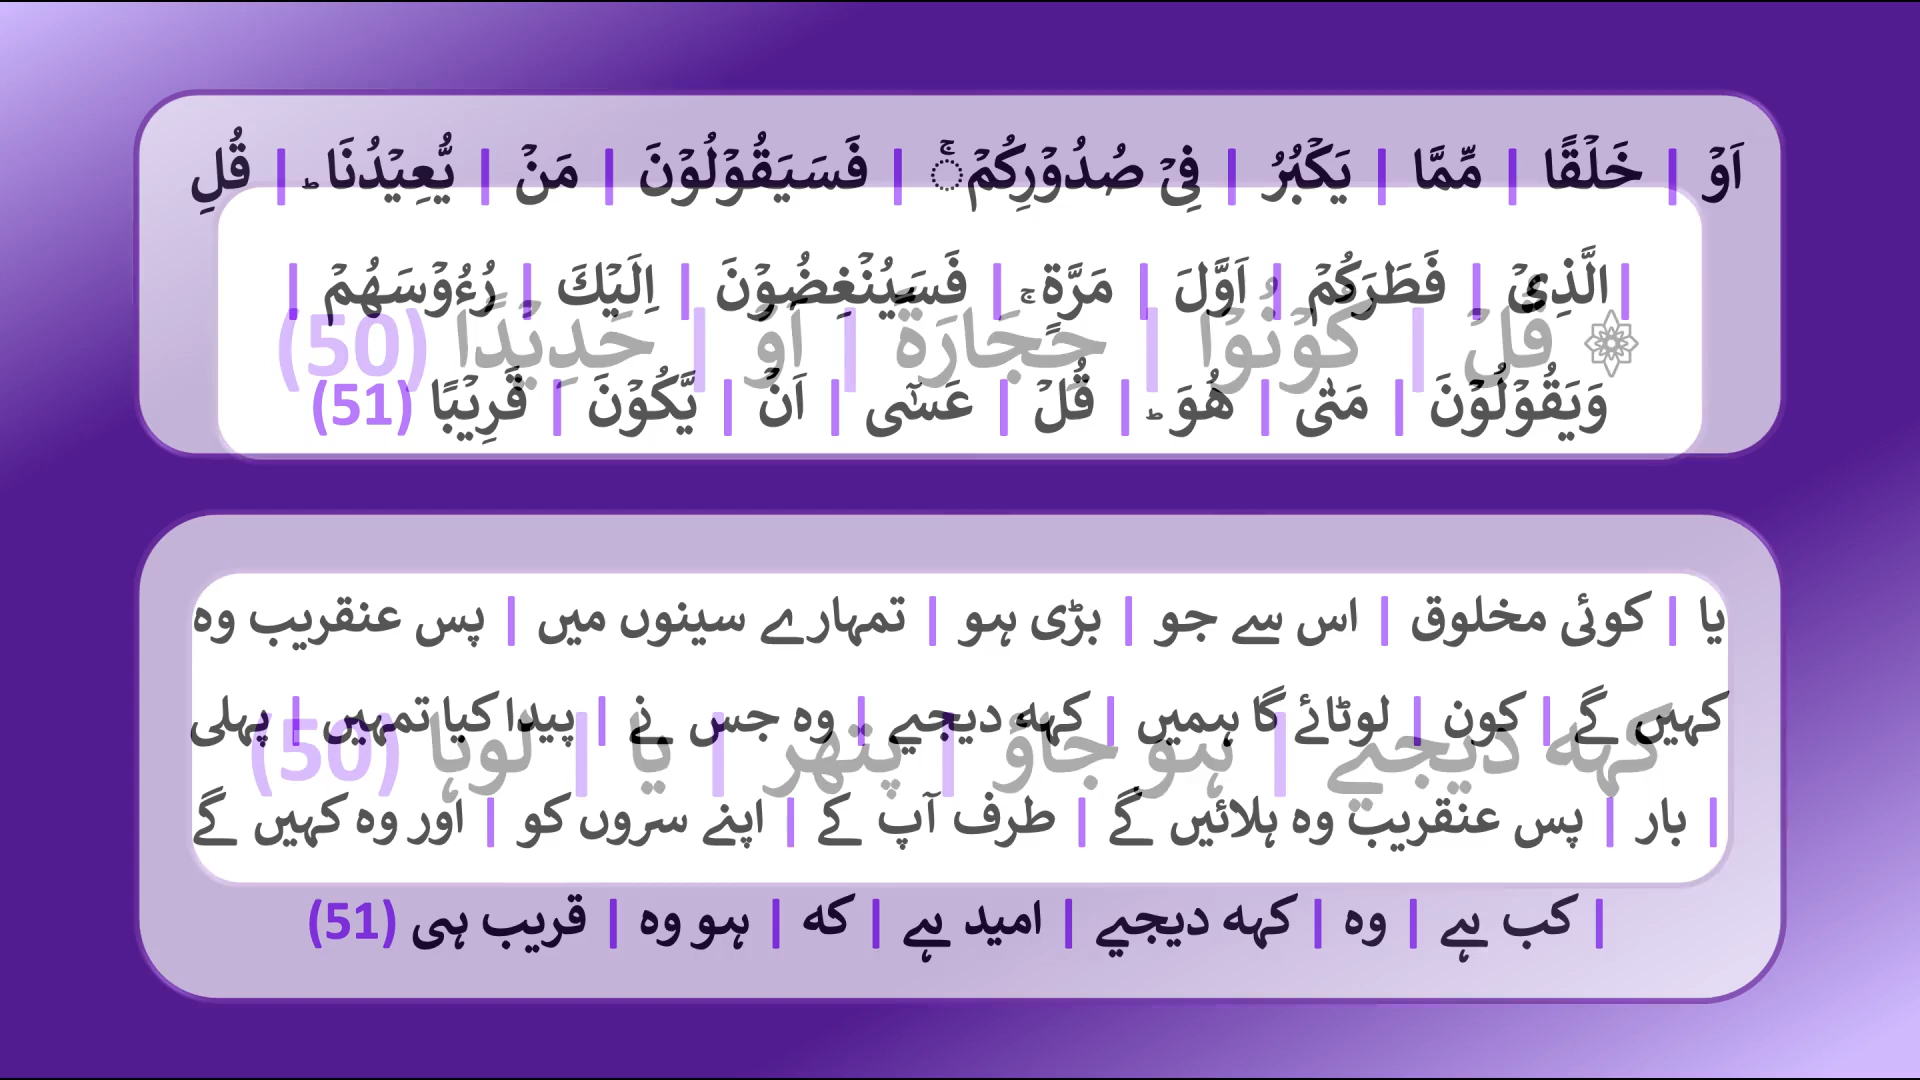 اَوْ | خَلْقًا | مِّمَّا | يَكْبُرُ | فِيْ صُدُوْرِكُمْ ۚ | فَسَيَقُوْلُوْنَ | مَنْ | يُّعِيْدُنَا ؕ | قُلِ
| الَّذِيْ | فَطَرَكُمْ | اَوَّلَ | مَرَّةٍ ۚ | فَسَيُنْغِضُوْنَ | اِلَيْكَ | رُءُوْسَهُمْ |
۞ قُلْ | كُوْنُوْا | حِجَارَةً | اَوْ | حَدِيْدًا (50)
وَيَقُوْلُوْنَ | مَتٰى | هُوَ ؕ | قُلْ | عَسٰٓى | اَنْ | يَّكُوْنَ | قَرِيْبًا (51)
یا | کوئی مخلوق | اس سے جو | بڑی ہو | تمہارے سینوں میں | پس عنقریب وہ
کہیں گے | کون | لوٹائے گا ہمیں | کہہ دیجیے | وہ جس نے | پیدا کیا تمہیں | پہلی
کہہ دیجیے | ہو جاؤ | پتھر | یا | لوہا (50)
| بار | پس عنقریب وہ ہلائیں گے | طرف آپ کے | اپنے سروں کو | اور وہ کہیں گے
| کب ہے | وہ | کہہ دیجیے | امید ہے | کہ | ہو وہ | قریب ہی (51)